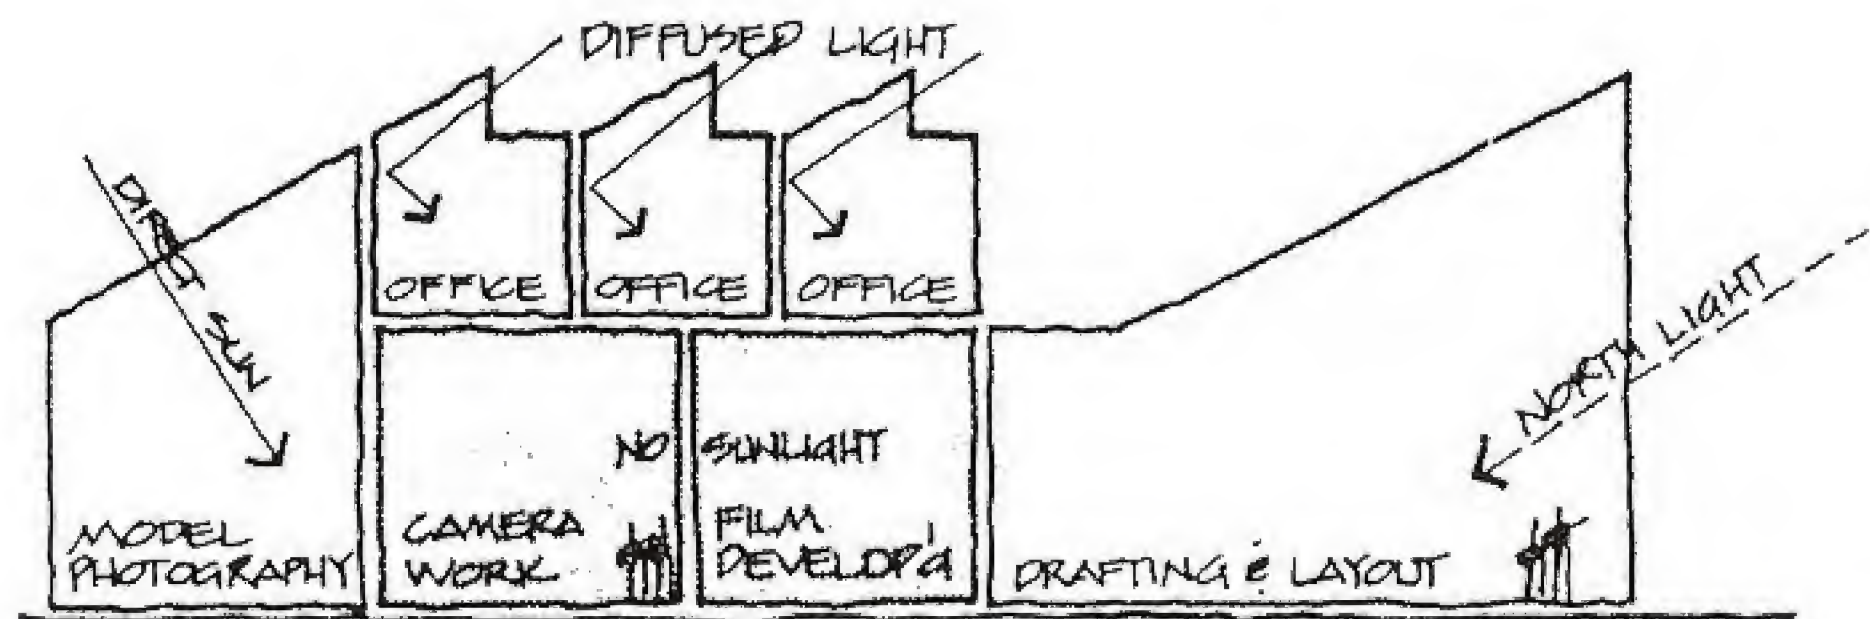 DIFFUSED LIGHT
DIRECT SUN
OFFICE
OFFICE
OFFICE
NORTH LIGHT
NO SUNLIGHT
MODEL
PHOTOGRAPHY
CAMERA
WORK
FILM
DEVELOP'G
DRAFTING & LAYOUT